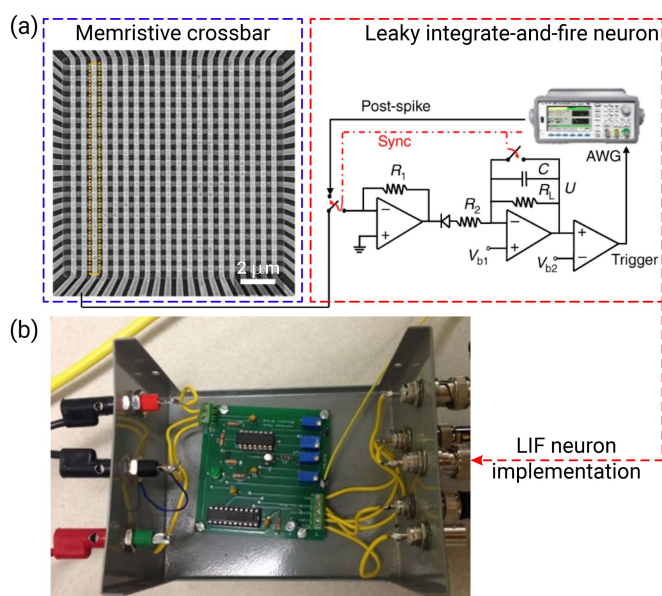 (a)
Memristive crossbar
Leaky integrate-and-fire neuron
2 μm
Post-spike
Sync
AWG
R1
C
RL
U
R2
Vb1
Vb2
Trigger
(b)
LIF neuron
implementation